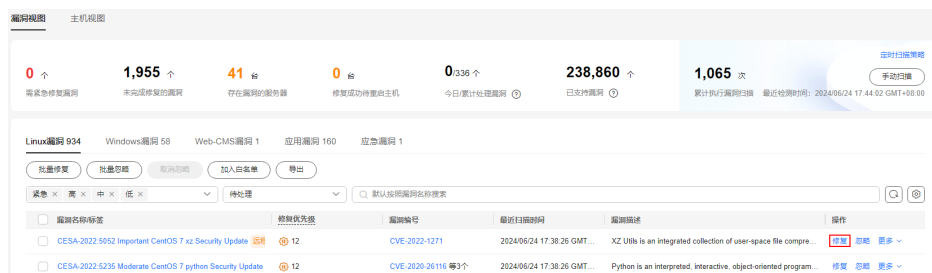 漏洞视图 主机视图
定时扫描策略
0 个 1,955 个 41 台 0 台 0/336 个 238,860 个 1,065 次 手动扫描
需紧急修复漏洞 未完成修复的漏洞 存在漏洞的服务器 修复成功待重启主机 今日/累计处理漏洞 已支持漏洞 累计执行漏洞扫描 最近检测时间: 2024/06/24 17:44:02 GMT+08:00
Linux漏洞 934 Windows漏洞 58 Web-CMS漏洞 1 应用漏洞 160 应急漏洞 1
批量修复 批量忽略 取消忽略 加入白名单 导出
紧急 × 高 × 中 × 低 × 待处理 默认按照漏洞名称搜索
漏洞名称/标签 修复优先级 漏洞编号 最近扫描时间 漏洞描述 操作
CESA-2022:5052 Important CentOS 7 xz Security Update 12 CVE-2022-1271 2024/06/24 17:38:26 GMT... XZ Utils is an integrated collection of user-space file compre... 修复 忽略 更多
CESA-2022:5235 Moderate CentOS 7 python Security Update 12 CVE-2020-26116 等3个 2024/06/24 17:38:26 GMT... Python is an interpreted, interactive, object-oriented program... 修复 忽略 更多